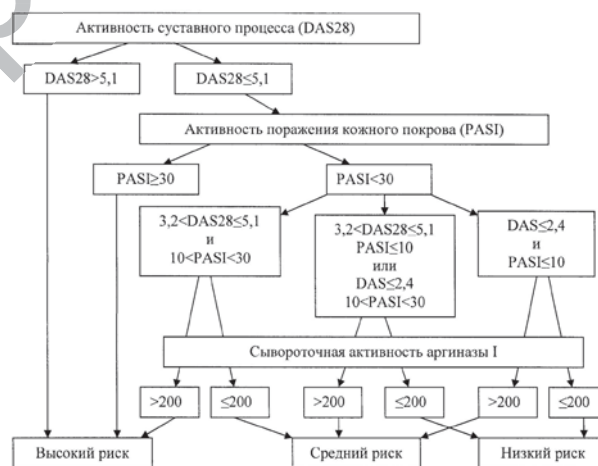 Активность суставного процесса (DAS28)
DAS28>5,1
DAS28≤5,1
Активность поражения кожного покрова (PASI)
PASI≥30
PASI<30
3,2<DAS28≤5,1
и
10<PASI<30
3,2<DAS28≤5,1
PASI≤10
или
DAS≤2,4
10<PASI<30
DAS≤2,4
и
PASI≤10
Сывороточная активность аргиназы I
>200
≤200
>200
≤200
>200
≤200
Высокий риск
Средний риск
Низкий риск